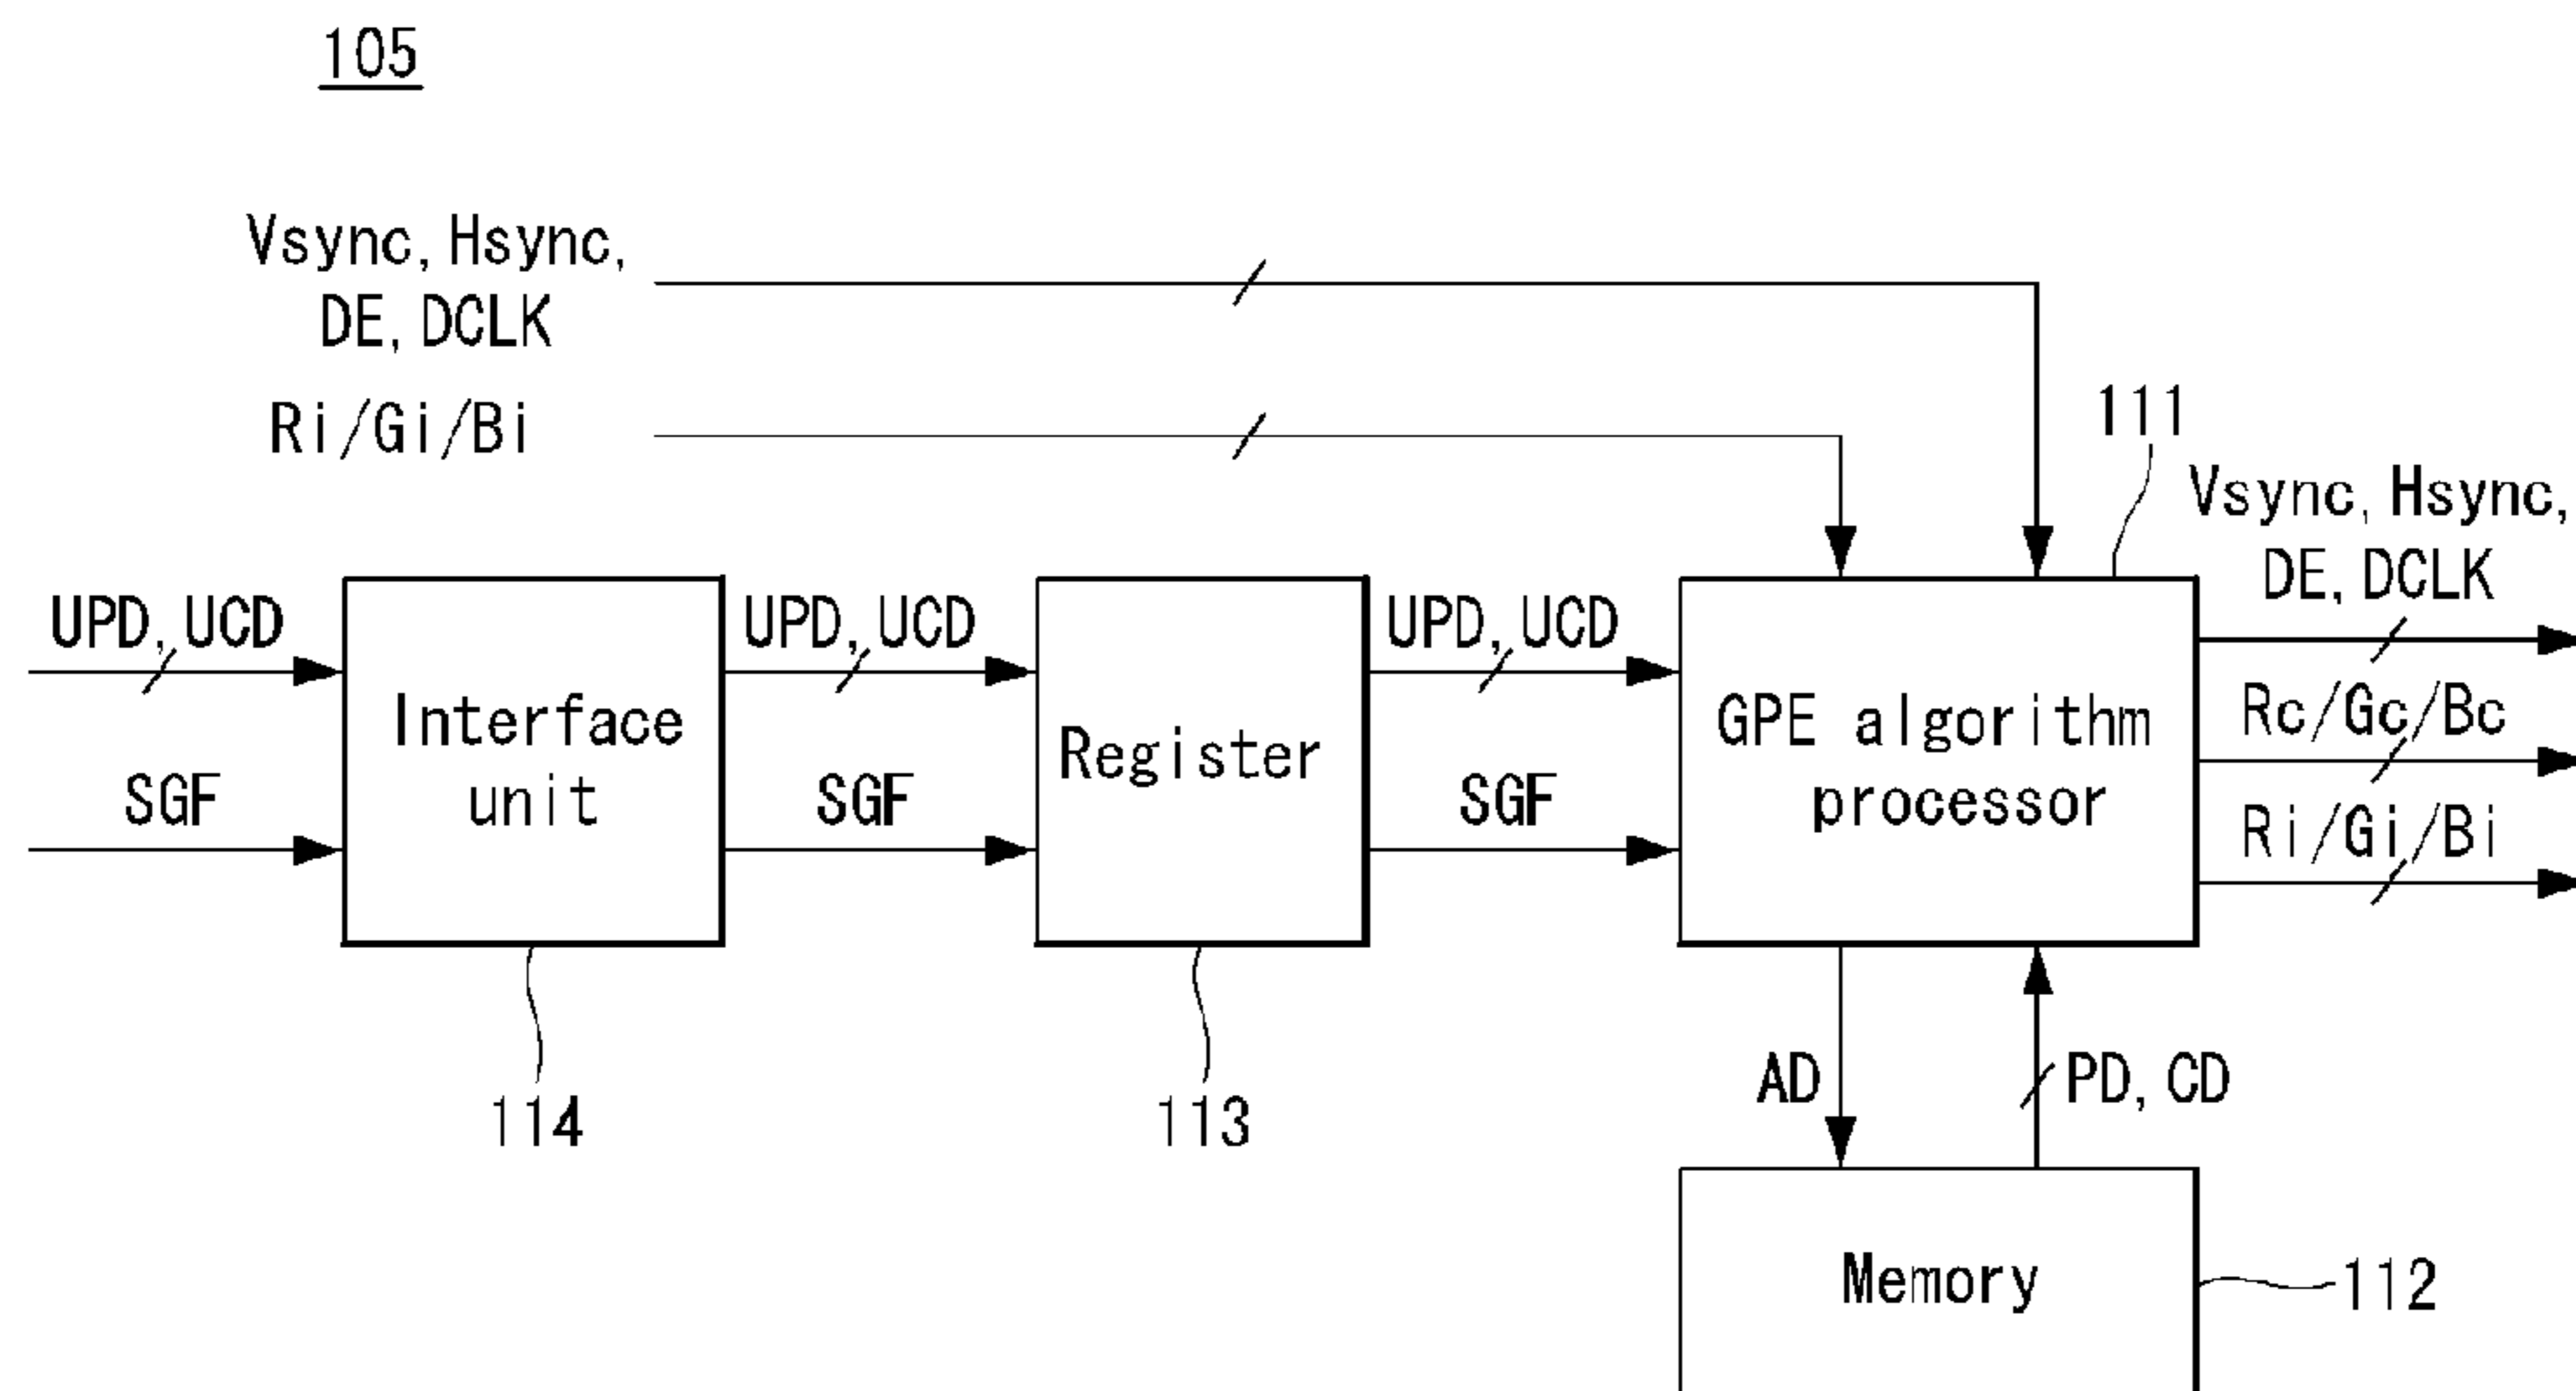 105
Vsync, Hsync,
DE, DCLK
Ri/Gi/Bi
111
Vsync, Hsync,
DE, DCLK
UPD, UCD
UPD, UCD
UPD, UCD
Interface
unit
Register
GPE algorithm
processor
Rc/Gc/Bc
SGF
SGF
SGF
Ri/Gi/Bi
114
113
AD
PD, CD
Memory
112